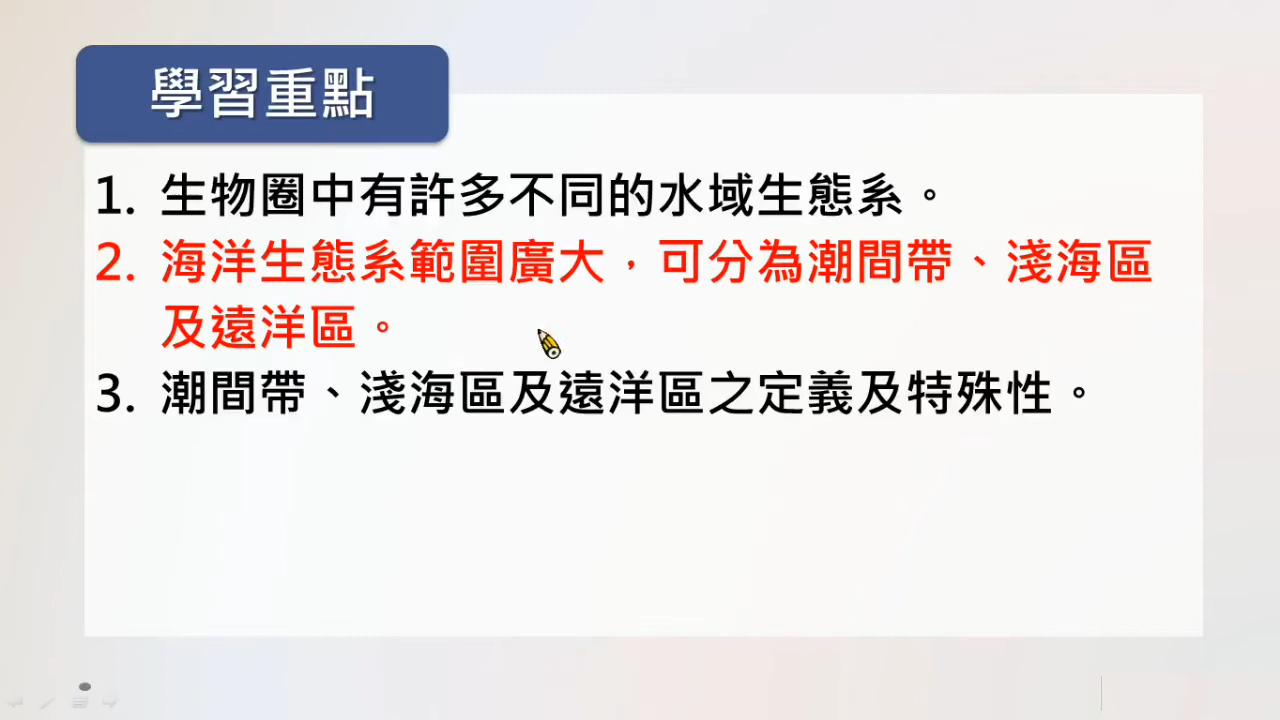 學習重點
1. 生物圈中有許多不同的水域生態系。
2. 海洋生態系範圍廣大，可分為潮間帶、淺海區
及遠洋區。
3. 潮間帶、淺海區及遠洋區之定義及特殊性。